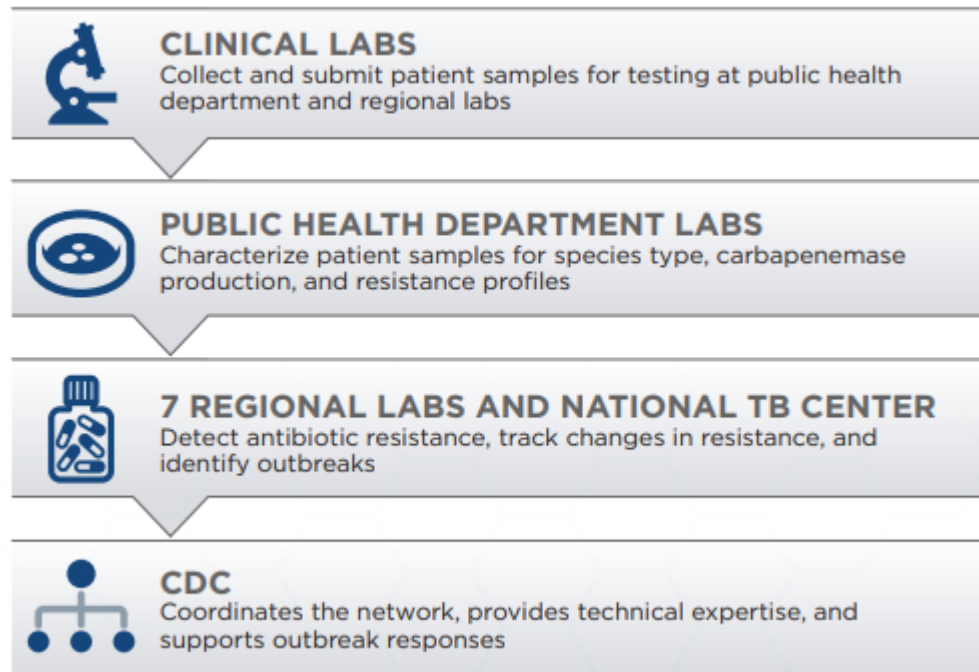 CLINICAL LABS
Collect and submit patient samples for testing at public health
department and regional labs
PUBLIC HEALTH DEPARTMENT LABS
Characterize patient samples for species type, carbapenemase
production, and resistance profiles
7 REGIONAL LABS AND NATIONAL TB CENTER
Detect antibiotic resistance, track changes in resistance, and
identify outbreaks
CDC
Coordinates the network, provides technical expertise, and
supports outbreak responses